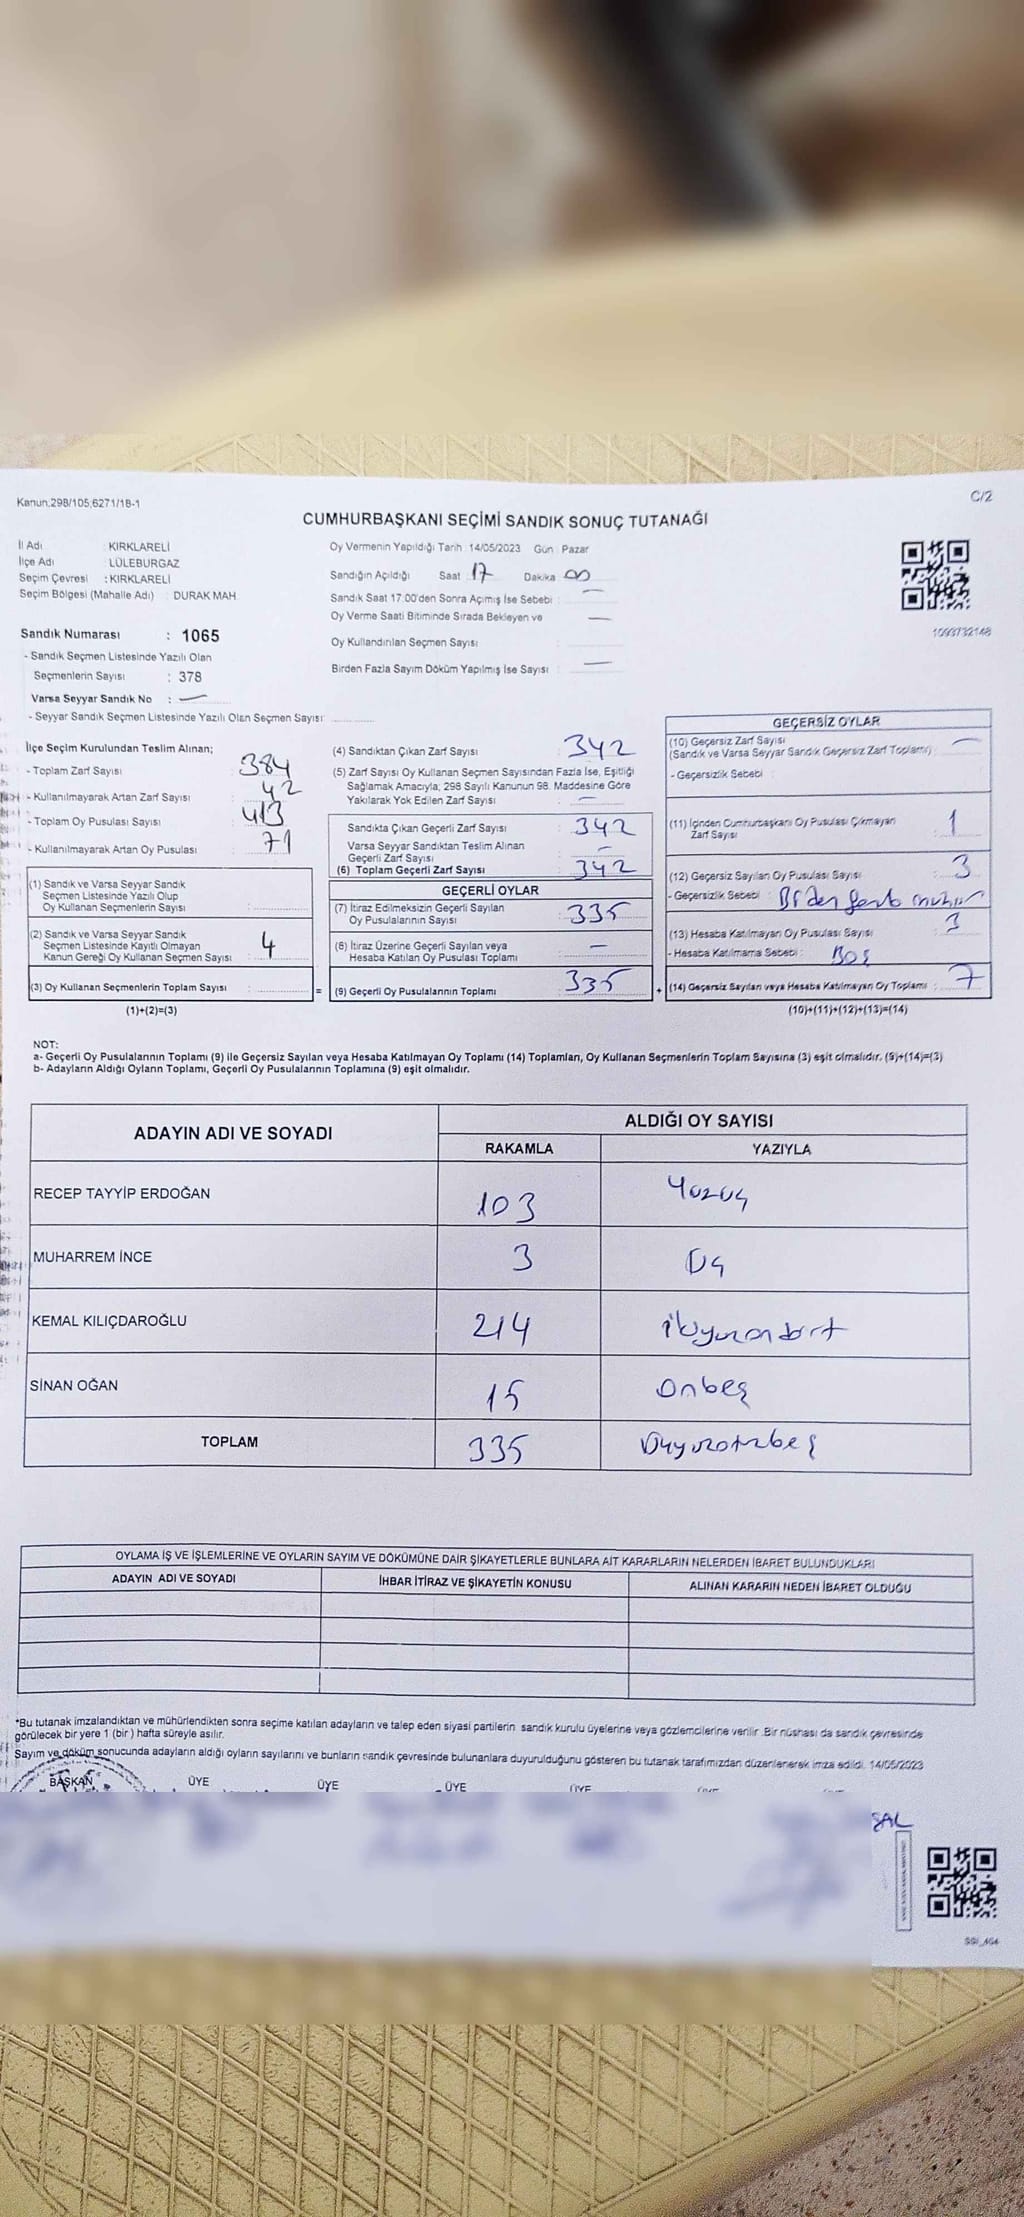 Kanun;298/105,6271/18-1
C/2
CUMHURBAŞKANI SEÇİMİ SANDIK SONUÇ TUTANAĞI
İl Adı : KIRKLARELİ
İlçe Adı : LÜLEBURGAZ
Seçim Çevresi : KIRKLARELİ
Seçim Bölgesi (Mahalle Adı) : DURAK MAH.
Sandık Numarası : 1065
- Sandık Seçmen Listesinde Yazılı Olan
Seçmenlerin Sayısı : 378
Varsa Seyyar Sandık No : —
- Seyyar Sandık Seçmen Listesinde Yazılı Olan Seçmen Sayısı
Oy Vermenin Yapıldığı Tarih : 14/05/2023 Gün : Pazar
Sandığın Açıldığı Saat : 17 Dakika : 00
Sandık Saat 17:00'den Sonra Açımış İse Sebebi : —
Oy Verme Saati Bitiminde Sırada Bekleyen ve —
Oy Kullandırılan Seçmen Sayısı :
Birden Fazla Sayım Döküm Yapılmış İse Sayısı : —
1093732148
İlçe Seçim Kurulundan Teslim Alınan;
- Toplam Zarf Sayısı : 384
- Kullanılmayarak Artan Zarf Sayısı : 42
- Toplam Oy Pusulası Sayısı : 413
- Kullanılmayarak Artan Oy Pusulası : 71
(1) Sandık ve Varsa Seyyar Sandık
Seçmen Listesinde Yazılı Olup
Oy Kullanan Seçmenlerin Sayısı :
(2) Sandık ve Varsa Seyyar Sandık
Seçmen Listesinde Kayıtlı Olmayan
Kanun Gereği Oy Kullanan Seçmen Sayısı : 4
(3) Oy Kullanan Seçmenlerin Toplam Sayısı : =
(1)+(2)=(3)
(4) Sandıktan Çıkan Zarf Sayısı : 342
(5) Zarf Sayısı Oy Kullanan Seçmen Sayısından Fazla İse, Eşitliği
Sağlamak Amacıyla, 298 Sayılı Kanunun 98. Maddesine Göre
Yakılarak Yok Edilen Zarf Sayısı : —
Sandıkta Çıkan Geçerli Zarf Sayısı : 342
Varsa Seyyar Sandıktan Teslim Alınan
Geçerli Zarf Sayısı : —
(6) Toplam Geçerli Zarf Sayısı : 342
GEÇERLİ OYLAR
(7) İtiraz Edilmeksizin Geçerli Sayılan
Oy Pusulasının Sayısı : 335
(8) İtiraz Üzerine Geçerli Sayılan veya
Hesaba Katılan Oy Pusulası Toplamı : —
(9) Geçerli Oy Pusulalarının Toplamı : 335 +
GEÇERSİZ OYLAR
(10) Geçersiz Zarf Sayısı : —
(Sandık ve Varsa Seyyar Sandık Geçersiz Zarf Toplamı)
- Geçersizlik Sebebi :
(11) İçinden Cumhurbaşkanı Oy Pusulası Çıkmayan
Zarf Sayısı : 1
(12) Geçersiz Sayılan Oy Pusulası Sayısı : 3
- Geçersizlik Sebebi : Birden fazla mühür
(13) Hesaba Katılmayan Oy Pusulası Sayısı : 3
- Hesaba Katılmama Sebebi : Boş
(14) Geçersiz Sayılan veya Hesaba Katılmayan Oy Toplamı : 7
(10)+(11)+(12)+(13)=(14)
NOT:
a- Geçerli Oy Pusulalarının Toplamı (9) ile Geçersiz Sayılan veya Hesaba Katılmayan Oy Toplamı (14) Toplamları, Oy Kullanan Seçmenlerin Toplam Sayısına (3) eşit olmalıdır. (9)+(14)=(3)
b- Adayların Aldığı Oyların Toplamı, Geçerli Oy Pusulalarının Toplamına (9) eşit olmalıdır.
ADAYIN ADI VE SOYADI ALDIĞI OY SAYISI
RAKAMLA YAZIYLA
RECEP TAYYİP ERDOĞAN 103 Yüzüç
MUHARREM İNCE 3 Üç
KEMAL KILIÇDAROĞLU 214 ikiyüzondört
SİNAN OĞAN 15 Onbeş
TOPLAM 335 Üçyüzotuzbeş
OYLAMA İŞ VE İŞLEMLERİNE VE OYLARIN SAYIM VE DÖKÜMÜNE DAİR ŞİKAYETLERLE BUNLARA AİT KARARLARIN NELERDEN İBARET BULUNDUKLARI
ADAYIN ADI VE SOYADI İHBAR İTİRAZ VE ŞİKAYETİN KONUSU ALINAN KARARIN NEDEN İBARET OLDUĞU
*Bu tutanak imzalandıktan ve mühürlendikten sonra seçime katılan adayların ve talep eden siyasi partilerin sandık kurulu üyelerine veya gözlemcilerine verilir. Bir nüshası da sandık çevresinde
görülecek bir yere 1 (bir) hafta süreyle asılır.
Sayım ve döküm sonucunda adayların aldığı oyların sayılarını ve bunların sandık çevresinde bulunanlara duyurulduğunu gösteren bu tutanak tarafımızdan düzenlenerek imza edildi. 14/05/2023
BAŞKAN ÜYE ÜYE ÜYE ÜYE ÜYE